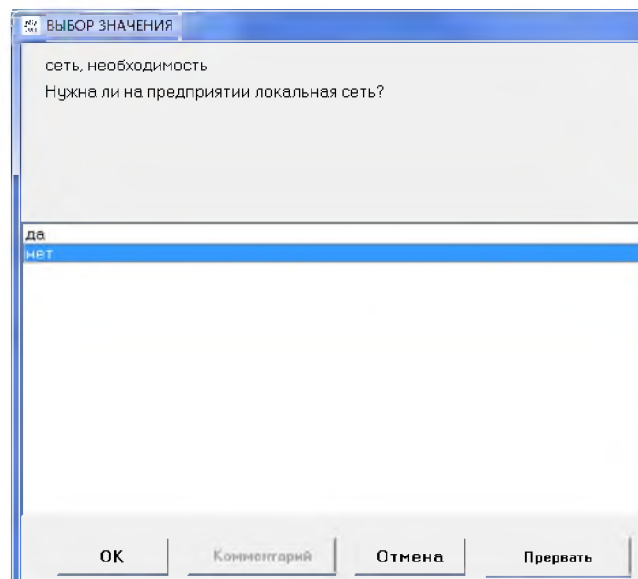 ВЫБОР ЗНАЧЕНИЯ
сеть, необходимость
Нужна ли на предприятии локальная сеть?
да
нет
OK Комментарий Отмена Прервать